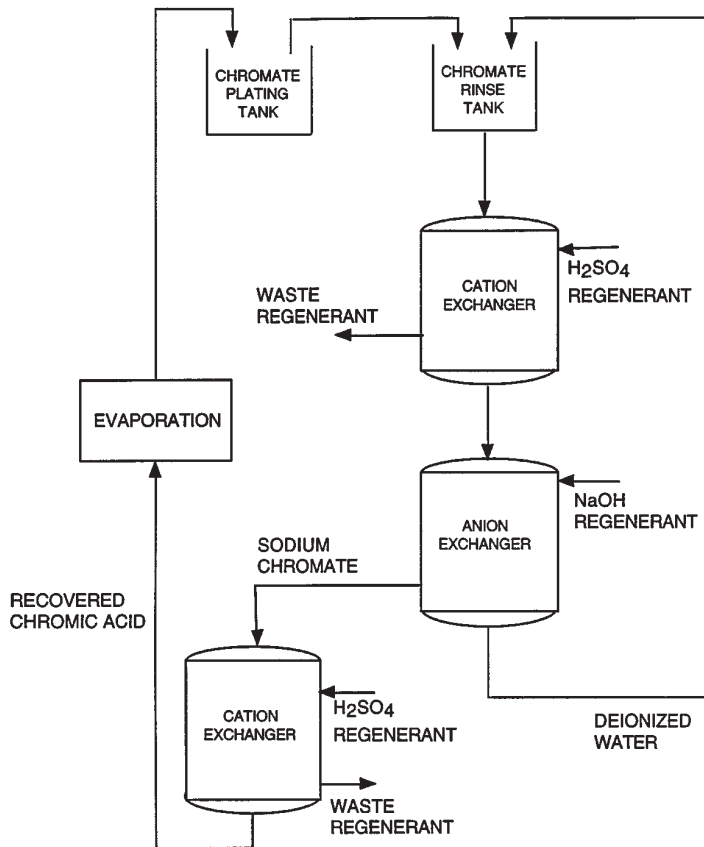 CHROMATE
PLATING
TANK
CHROMATE
RINSE
TANK
H₂SO₄
REGENERANT
CATION
EXCHANGER
WASTE
REGENERANT
EVAPORATION
NaOH
REGENERANT
ANION
EXCHANGER
SODIUM
CHROMATE
RECOVERED
CHROMIC ACID
H₂SO₄
REGENERANT
CATION
EXCHANGER
DEIONIZED
WATER
WASTE
REGENERANT